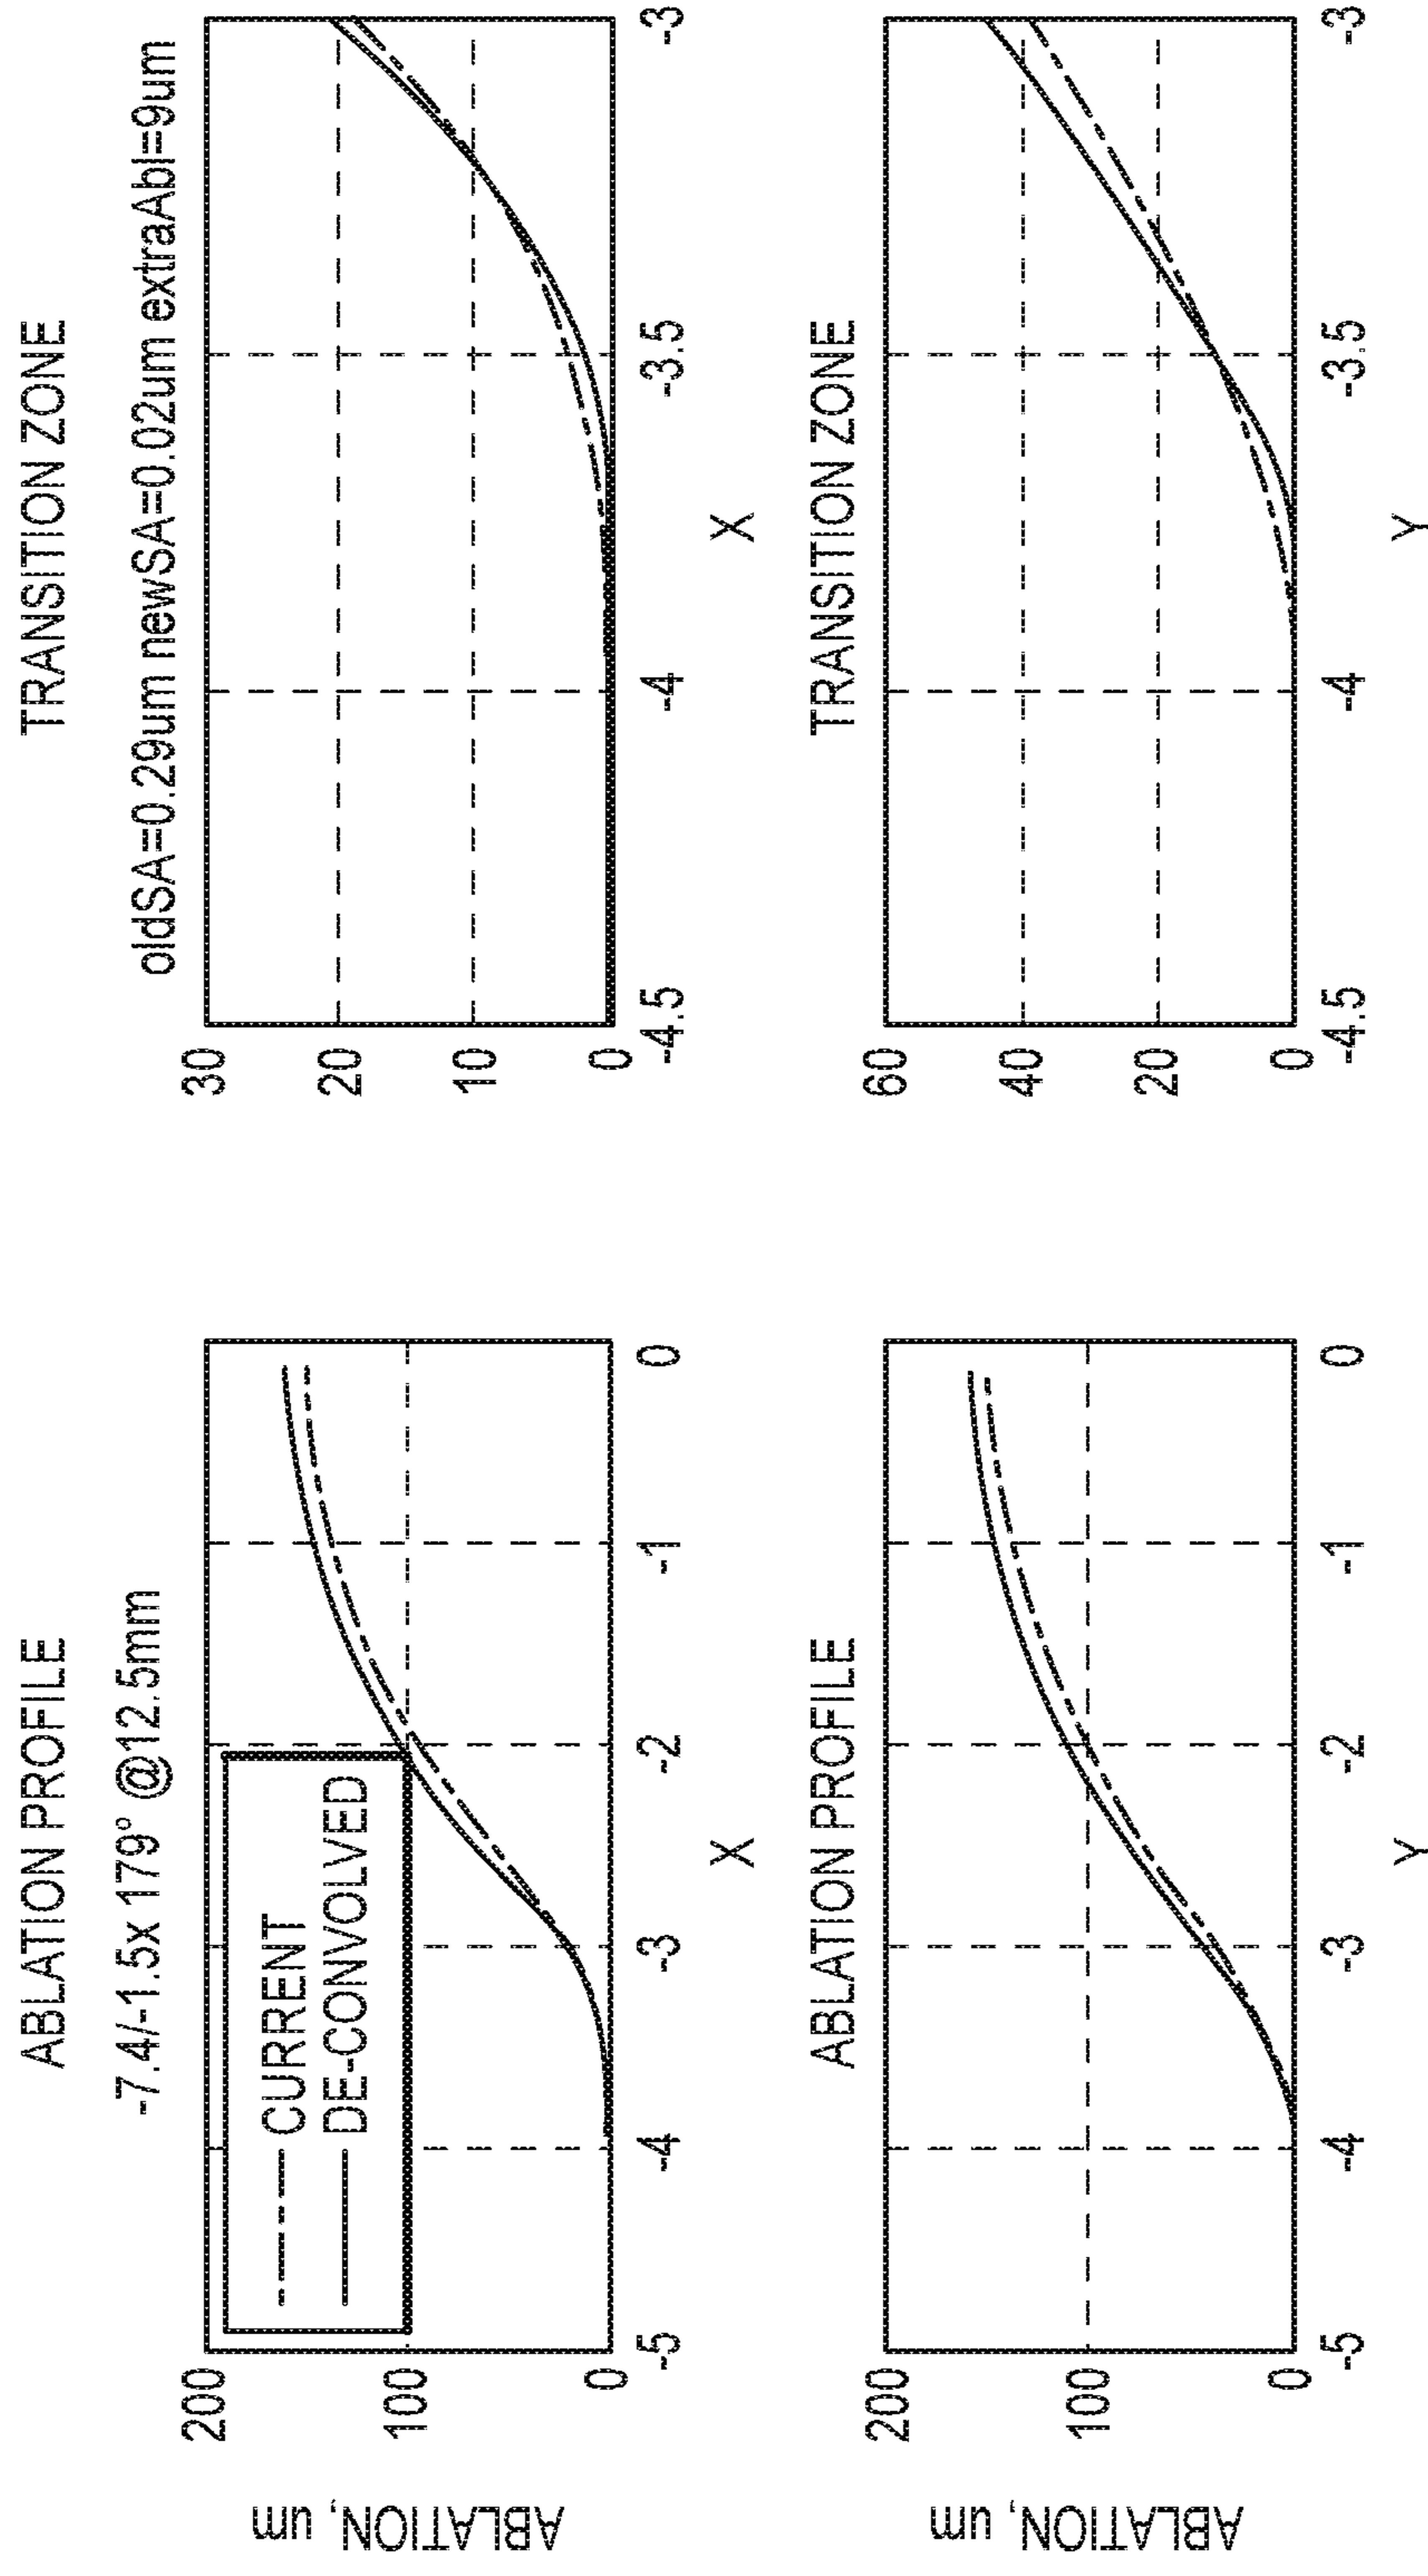 ABLATION PROFILE
-7.4/-1.5x 179° @12.5mm
ABLATION, um
200
100
0
CURRENT
DE-CONVOLVED
-5
-4
-3
-2
-1
0
X
TRANSITION ZONE
oldSA=0.29um newSA=0.02um extraAbl=9um
30
20
10
0
-4.5
-4
-3.5
-3
X
ABLATION PROFILE
ABLATION, um
200
100
0
-5
-4
-3
-2
-1
0
Y
TRANSITION ZONE
60
40
20
0
-4.5
-4
-3.5
-3
Y